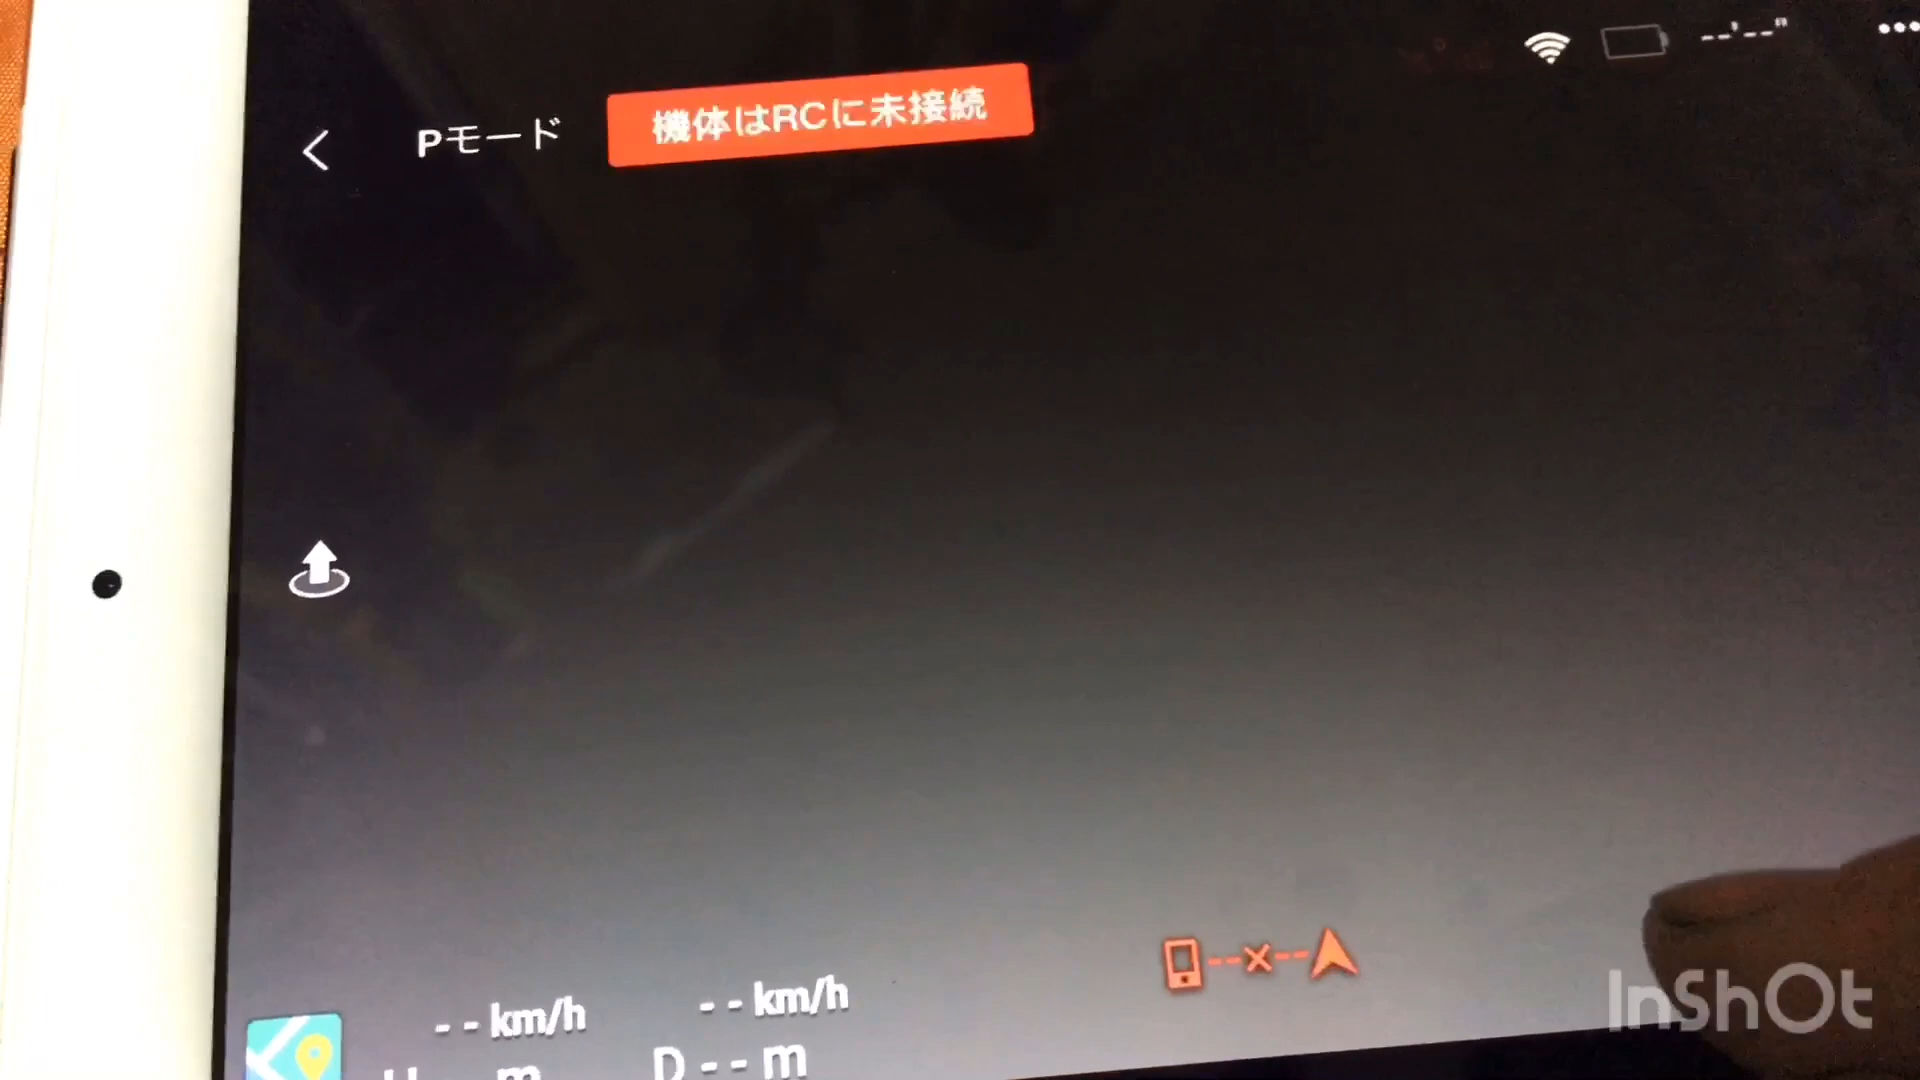 --'--"
Pモード
機体はRCに未接続
-- km/h
-- km/h
H -- m
D -- m
InShOt